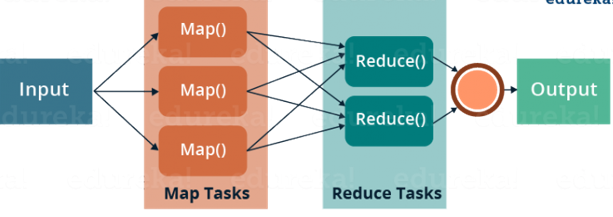 edureka!
Input
Map()
Map()
Map()
Map Tasks
Reduce()
Reduce()
Reduce Tasks
Output